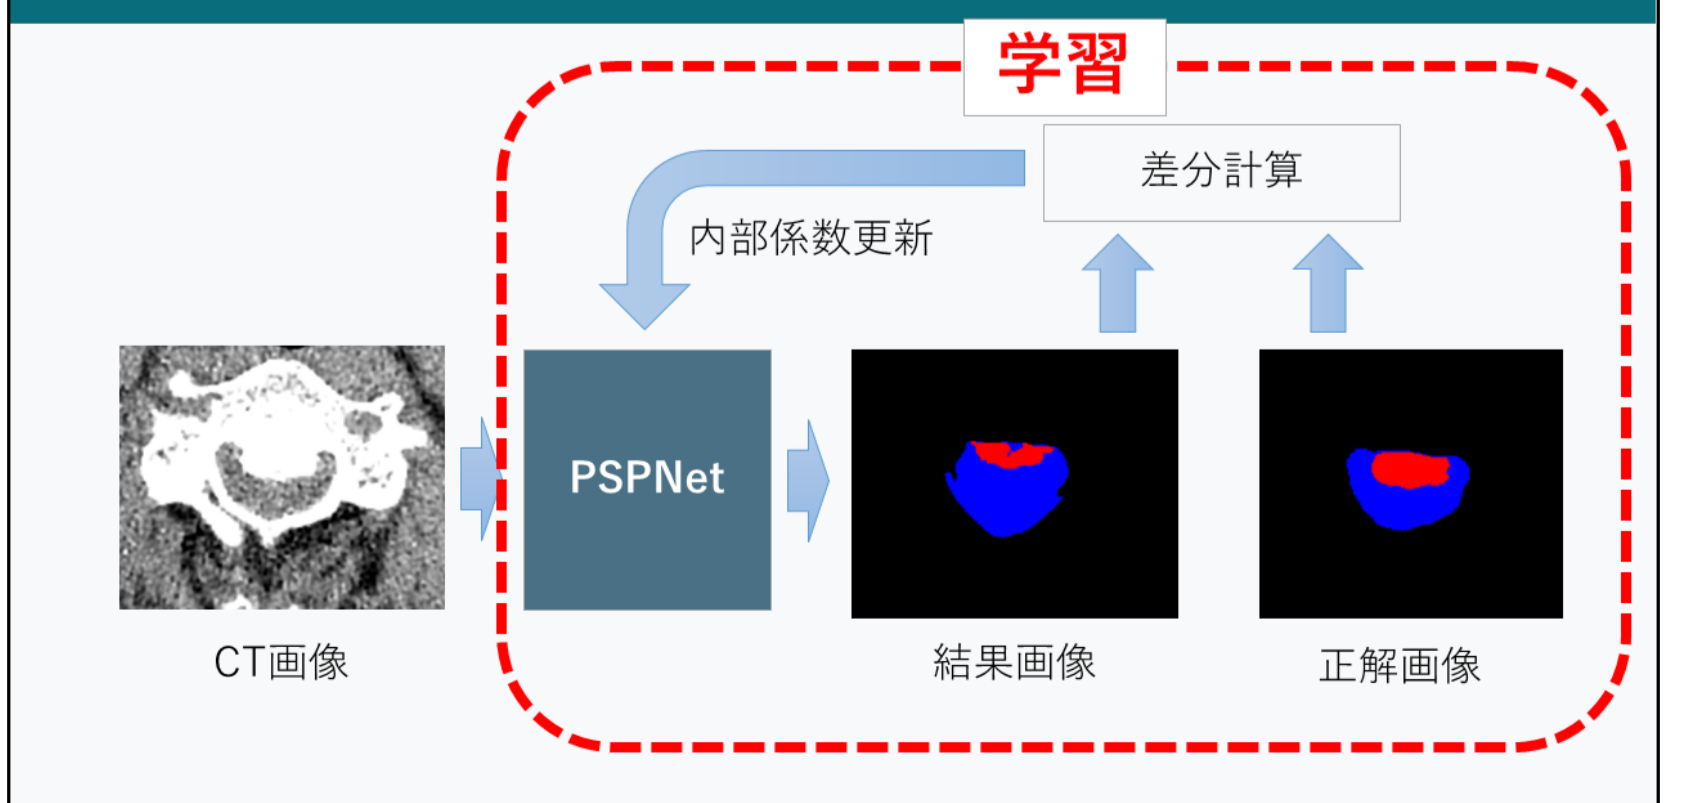 学習
差分計算
内部係数更新
PSPNet
CT画像
結果画像
正解画像